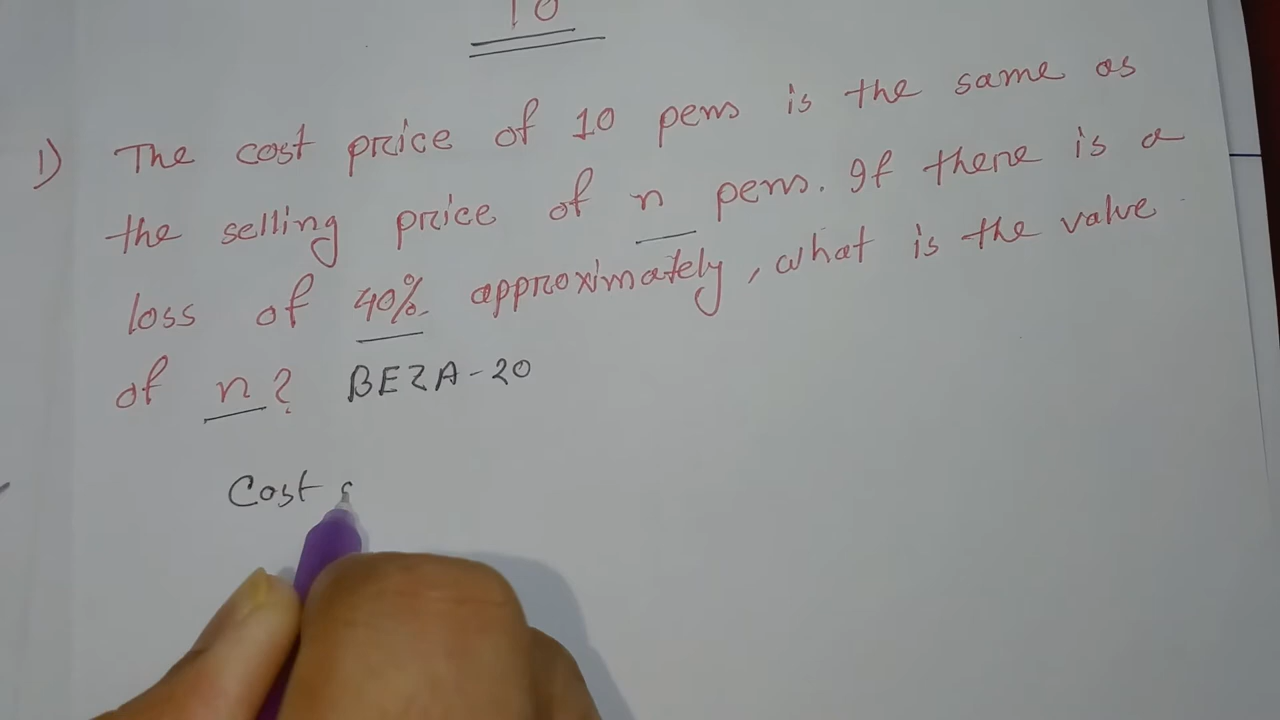 10
1) The cost price of 10 pens is the same as
the selling price of n pens. If there is a
loss of 40% approximately, what is the value
of n? BEZA-20
Cost